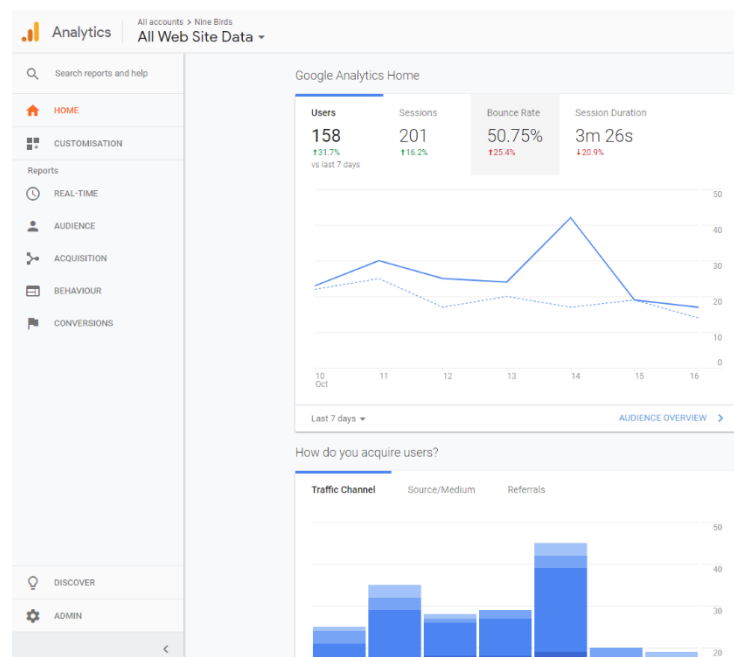 Analytics
All accounts > Nine Birds
All Web Site Data
Search reports and help
HOME
CUSTOMISATION
Reports
REAL-TIME
AUDIENCE
ACQUISITION
BEHAVIOUR
CONVERSIONS
DISCOVER
ADMIN
Google Analytics Home
Users
158
↑31.7%
vs last 7 days
Sessions
201
↑16.2%
Bounce Rate
50.75%
↑25.4%
Session Duration
3m 26s
↓20.9%
50
40
30
20
10
0
10 11 12 13 14 15 16
Oct
Last 7 days
AUDIENCE OVERVIEW
How do you acquire users?
Traffic Channel Source/Medium Referrals
50
40
30
20